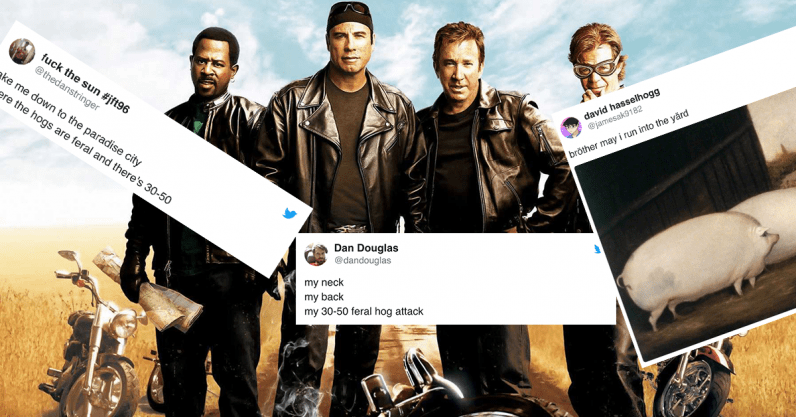 fuck the sun #jft96
@thedanstringer
ake me down to the paradise city
ere the hogs are feral and there's 30-50
Dan Douglas
@dandouglas
my neck
my back
my 30-50 feral hog attack
david hasselhogg
@jamesak9182
bröther may i run into the yård